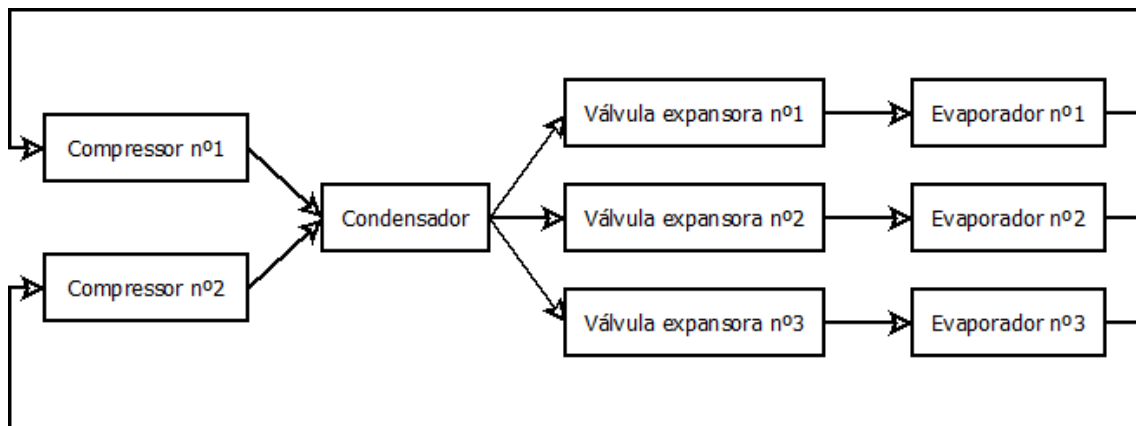 Compressor nº1
Compressor nº2
Condensador
Válvula expansora nº1
Válvula expansora nº2
Válvula expansora nº3
Evaporador nº1
Evaporador nº2
Evaporador nº3